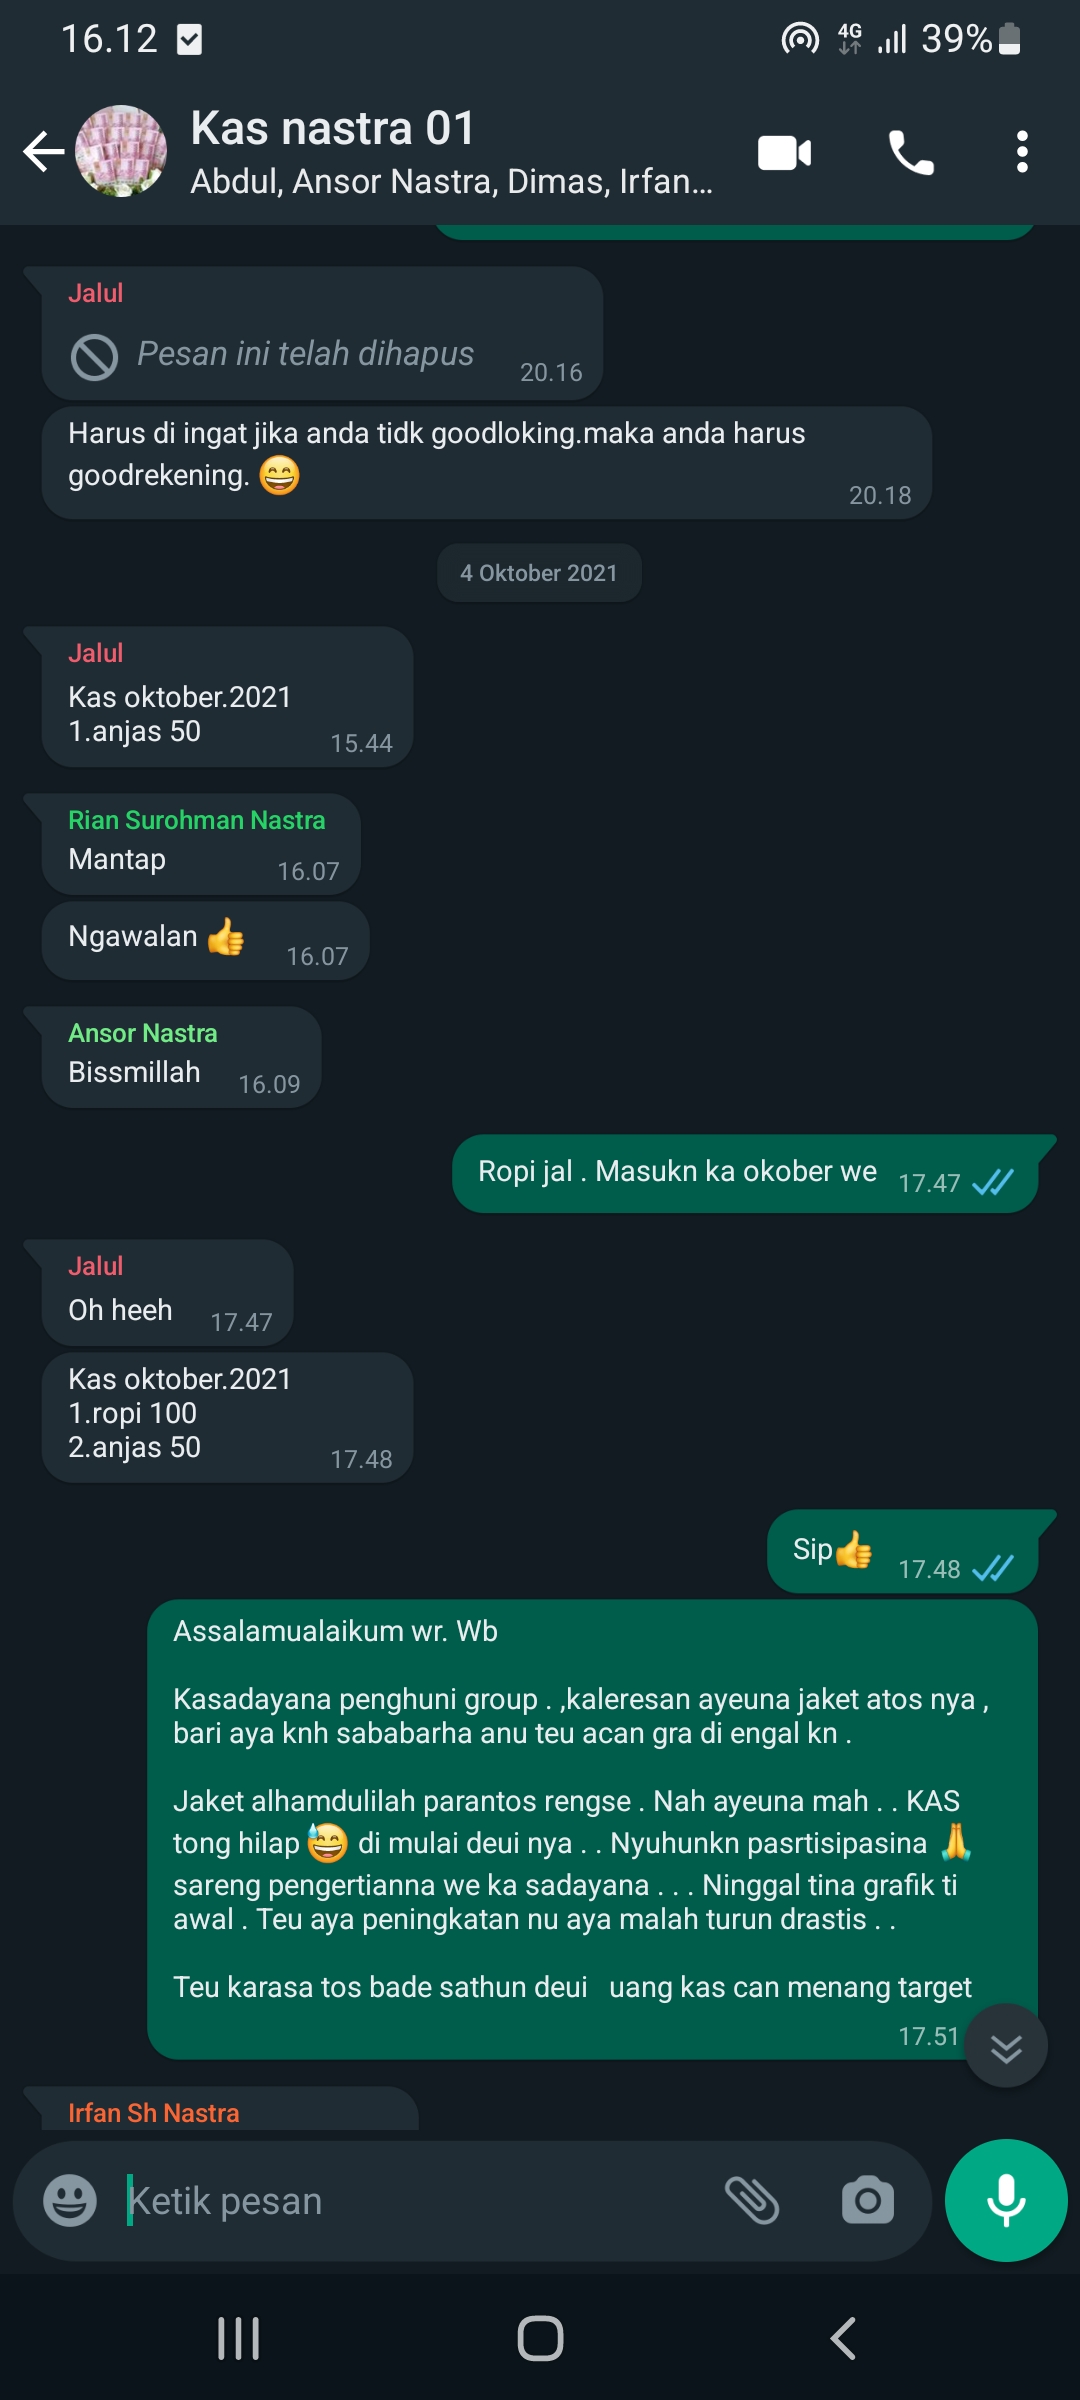 16.12
4G
39%
Kas nastra 01
Abdul, Ansor Nastra, Dimas, Irfan...
Jalul
Pesan ini telah dihapus
20.16
Harus di ingat jika anda tidk goodloking.maka anda harus
goodrekening. 😄
20.18
4 Oktober 2021
Jalul
Kas oktober.2021
1.anjas 50
15.44
Rian Surohman Nastra
Mantap
16.07
Ngawalan 👍
16.07
Ansor Nastra
Bissmillah
16.09
Ropi jal . Masukn ka okober we
17.47
Jalul
Oh heeh
17.47
Kas oktober.2021
1.ropi 100
2.anjas 50
17.48
Sip👍
17.48
Assalamualaikum wr. Wb
Kasadayana penghuni group . ,kaleresan ayeuna jaket atos nya ,
bari aya knh sababarha anu teu acan gra di engal kn .
Jaket alhamdulilah parantos rengse . Nah ayeuna mah . . KAS
tong hilap 😅 di mulai deui nya . . Nyuhunkn pasrtisipasina 🙏
sareng pengertianna we ka sadayana . . . Ninggal tina grafik ti
awal . Teu aya peningkatan nu aya malah turun drastis . .
Teu karasa tos bade sathun deui   uang kas can menang target
17.51
Irfan Sh Nastra
Ketik pesan